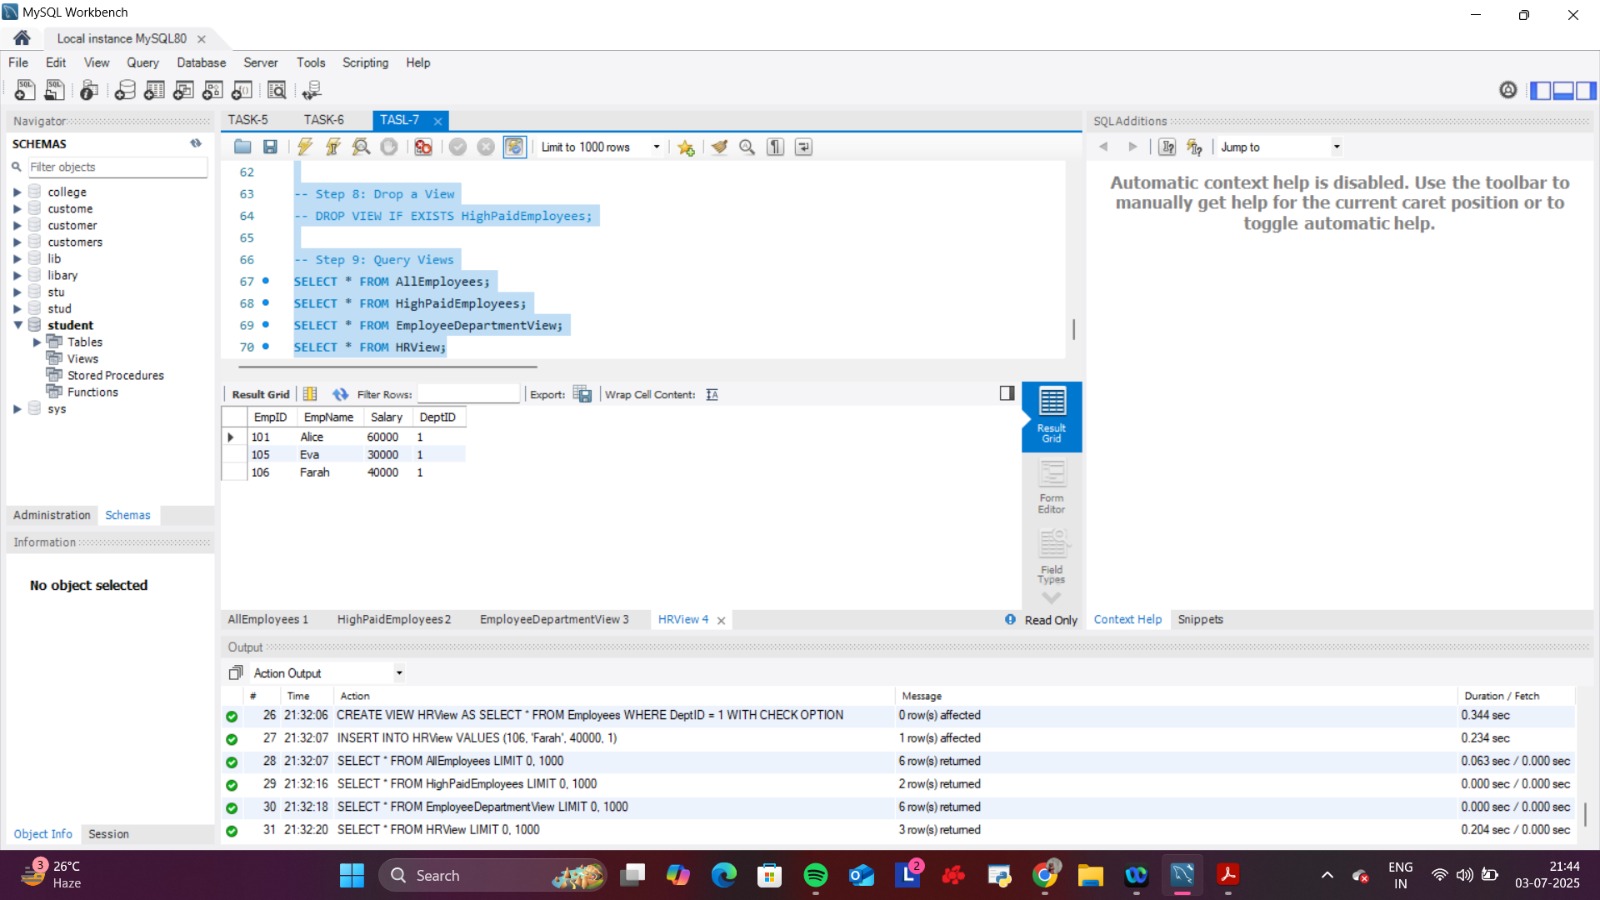 MySQL Workbench
Local instance MySQL80
File Edit View Query Database Server Tools Scripting Help
Navigator
SCHEMAS
Filter objects
college
custome
customer
customers
lib
libary
stu
stud
student
Tables
Views
Stored Procedures
Functions
sys
Administration Schemas
Information
No object selected
Object Info Session
TASK-5 TASK-6 TASL-7
Limit to 1000 rows
62
63 -- Step 8: Drop a View
64 -- DROP VIEW IF EXISTS HighPaidEmployees;
65
66 -- Step 9: Query Views
67 SELECT * FROM AllEmployees;
68 SELECT * FROM HighPaidEmployees;
69 SELECT * FROM EmployeeDepartmentView;
70 SELECT * FROM HRView;
Result Grid Filter Rows: Export: Wrap Cell Content:
EmpID EmpName Salary DeptID
101 Alice 60000 1
105 Eva 30000 1
106 Farah 40000 1
Result Grid
Form Editor
Field Types
AllEmployees 1 HighPaidEmployees 2 EmployeeDepartmentView 3 HRView 4 Read Only
SQLAdditions
Jump to
Automatic context help is disabled. Use the toolbar to
manually get help for the current caret position or to
toggle automatic help.
Context Help Snippets
Output
Action Output
# Time Action Message Duration / Fetch
26 21:32:06 CREATE VIEW HRView AS SELECT * FROM Employees WHERE DeptID = 1 WITH CHECK OPTION 0 row(s) affected 0.344 sec
27 21:32:07 INSERT INTO HRView VALUES (106, 'Farah', 40000, 1) 1 row(s) affected 0.234 sec
28 21:32:07 SELECT * FROM AllEmployees LIMIT 0, 1000 6 row(s) returned 0.063 sec / 0.000 sec
29 21:32:16 SELECT * FROM HighPaidEmployees LIMIT 0, 1000 2 row(s) returned 0.000 sec / 0.000 sec
30 21:32:18 SELECT * FROM EmployeeDepartmentView LIMIT 0, 1000 6 row(s) returned 0.000 sec / 0.000 sec
31 21:32:20 SELECT * FROM HRView LIMIT 0, 1000 3 row(s) returned 0.204 sec / 0.000 sec
3
26°C
Haze
Search
L 2
ENG
IN
21:44
03-07-2025